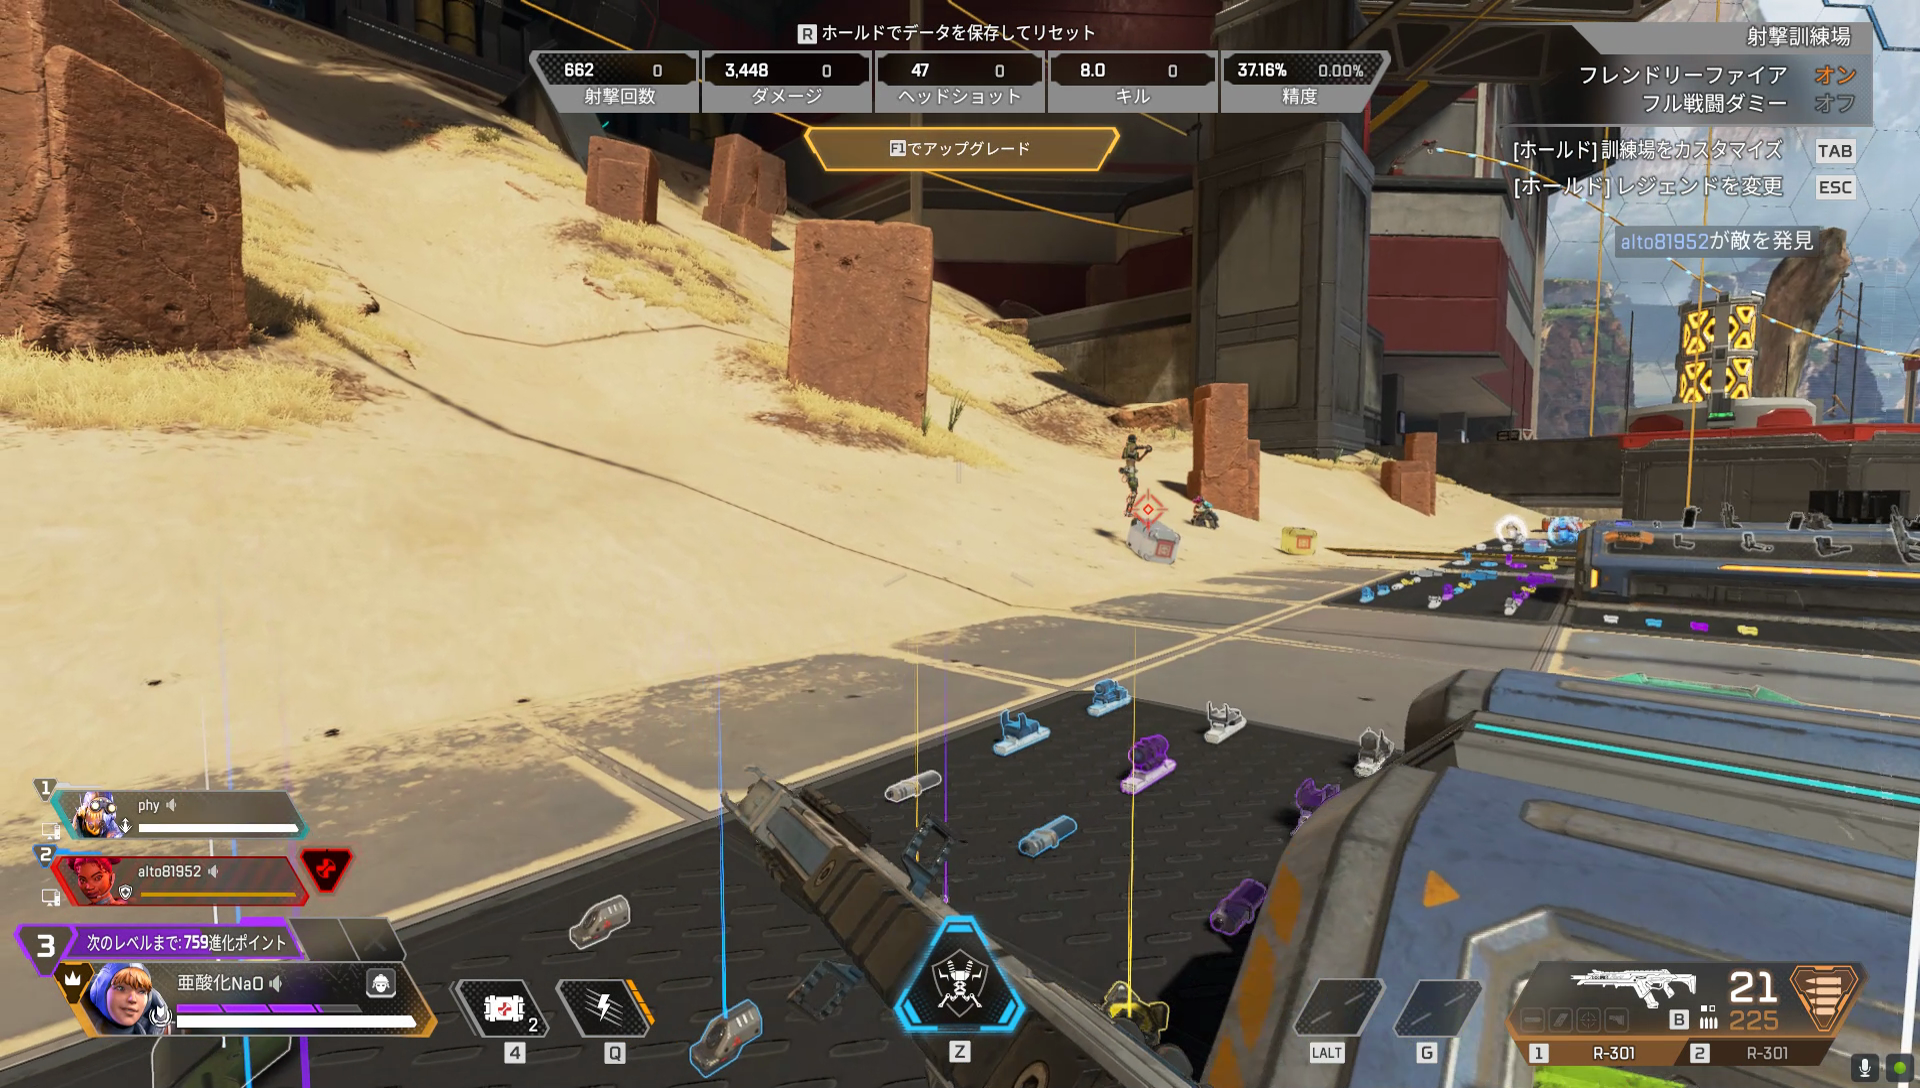 R ホールドでデータを保存してリセット
662 0 3,448 0 47 0 8.0 0 37.16% 0.00%
射撃回数 ダメージ ヘッドショット キル 精度
F1でアップグレード
射撃訓練場
フレンドリーファイア オン
フル戦闘ダミー オフ
[ホールド]訓練場をカスタマイズ TAB
[ホールド]レジェンドを変更 ESC
alto81952が敵を発見
1
phy
2
alto81952
3 次のレベルまで:759進化ポイント
亜酸化NaO
2
4 Q Z LALT G
21
B 225
1 R-301 2 R-301